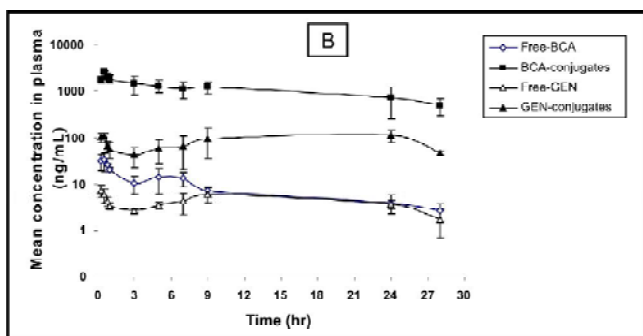 B
Free-BCA
BCA-conjugates
Free-GEN
GEN-conjugates
Mean concentration in plasma
(ng/mL)
10000
1000
100
10
1
0
0 3 6 9 12 15 18 21 24 27 30
Time (hr)